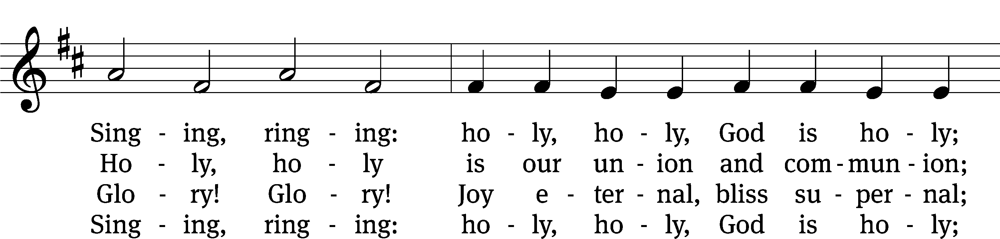 Sing - ing, ring - ing: ho - ly, ho - ly, God is ho - ly;
Ho - ly, ho - ly is our un - ion and com - mun - ion;
Glo - ry! Glo - ry! Joy e - ter - nal, bliss su - per - nal;
Sing - ing, ring - ing: ho - ly, ho - ly, God is ho - ly;